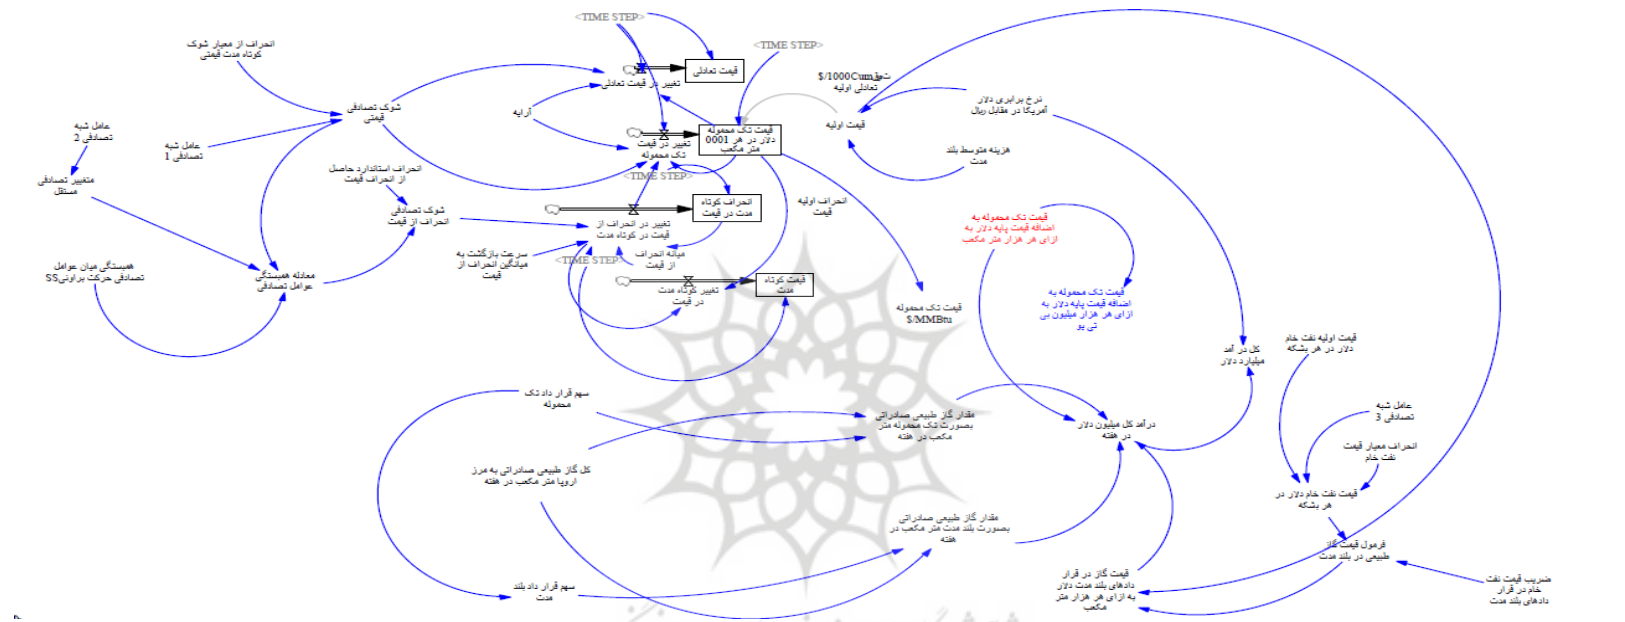 <TIME STEP>
<TIME STEP>
انحراف از معیار شوک
کوتاه مدت قیمتی
قیمت تعادلی
تغییر در قیمت تعادلی
$/1000Cum
تعادلی اولیه
نرخ برابری دلار
آمریکا در مقابل ریال
شوک تصادفی
قیمتی
آرایه
قیمت اولیه
عامل شبه
تصادفی 2
عامل شبه
تصادفی 1
قیمت تک محموله
دلار در هر 0001
متر مکعب
تغییر در قیمت
تک محموله
هزینه متوسط بلند
مدت
<TIME STEP>
انحراف استاندارد حاصل
از انحراف قیمت
متغییر تصادفی
مستقل
انحراف کوتاه
مدت در قیمت
انحراف اولیه
قیمت
شوک تصادفی
انحراف از قیمت
تغییر در انحراف از
قیمت در کوتاه مدت
قیمت تک محموله به
اضافه قیمت پایه دلار به
ازای هر هزار متر مکعب
سرعت بازگشت به
میانگین انحراف از
قیمت
<TIME STEP>
میانه انحراف
از قیمت
همبستگی میان عوامل
تصادفی حرکت براونیSS
معادله همبستگی
عوامل تصادفی
قیمت کوتاه
مدت
تغییر کوتاه مدت
در قیمت
قیمت تک محموله
$/MMBtu
قیمت تک محموله به
اضافه قیمت پایه دلار به
ازای هر هزار میلیون بی
تی یو
کل در آمد
میلیارد دلار
قیمت اولیه نفت خام
دلار در هر بشکه
سهم قرار داد تک
محموله
مقدار گاز طبیعی صادراتی
بصورت تک محموله متر
مکعب در هفته
درآمد کل میلیون دلار
در هفته
عامل شبه
تصادفی 3
انحراف معیار قیمت
نفت خام
کل گاز طبیعی صادراتی به مرز
اروپا متر مکعب در هفته
قیمت نفت خام دلار در
هر بشکه
مقدار گاز طبیعی صادراتی
بصورت بلند مدت متر مکعب در
هفته
فرمول قیمت گاز
طبیعی در بلند مدت
سهم قرار داد بلند
مدت
قیمت گاز در قرار
دادهای بلند مدت دلار
به ازای هر هزار متر
مکعب
ضریب قیمت نفت
خام در قرار
دادهای بلند مدت